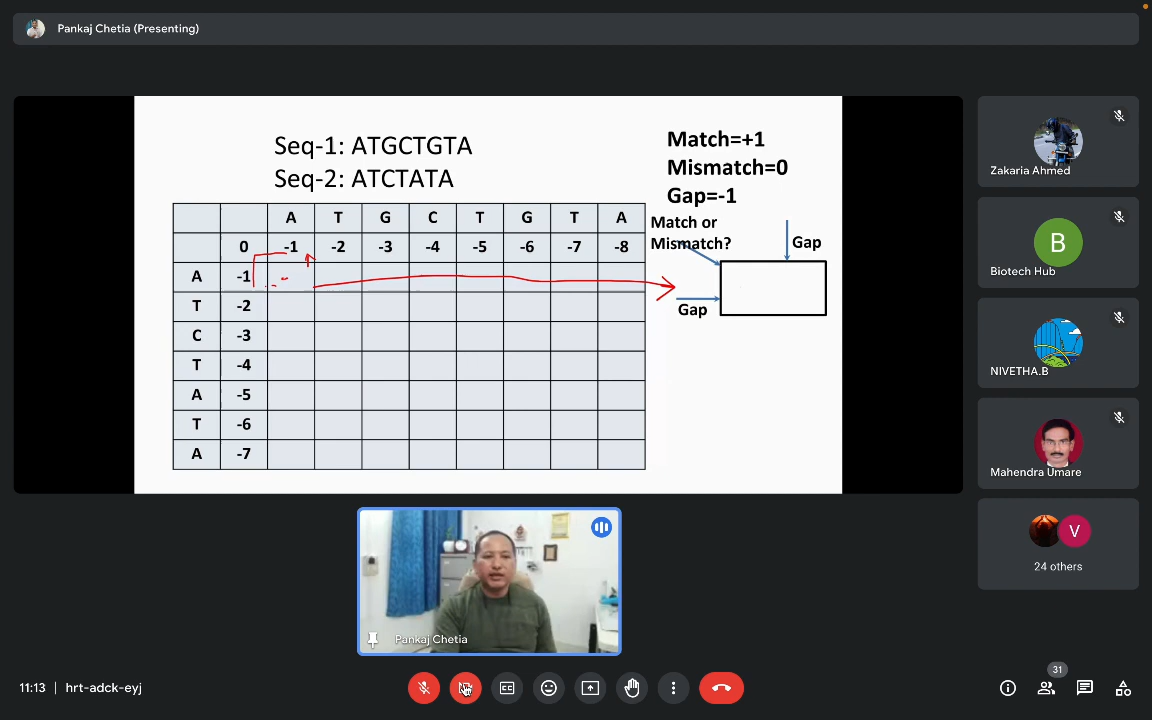 Pankaj Chetia (Presenting)
Seq-1: ATGCTGTA
Seq-2: ATCTATA
Match=+1
Mismatch=0
Gap=-1
Match or
Mismatch?
Gap
Gap
A T G C T G T A
0 -1 -2 -3 -4 -5 -6 -7 -8
A -1
T -2
C -3
T -4
A -5
T -6
A -7
Zakaria Ahmed
B
Biotech Hub
NIVETHA.B
Mahendra Umare
V
24 others
Pankaj Chetia
11:13 | hrt-adck-eyj
CC
31